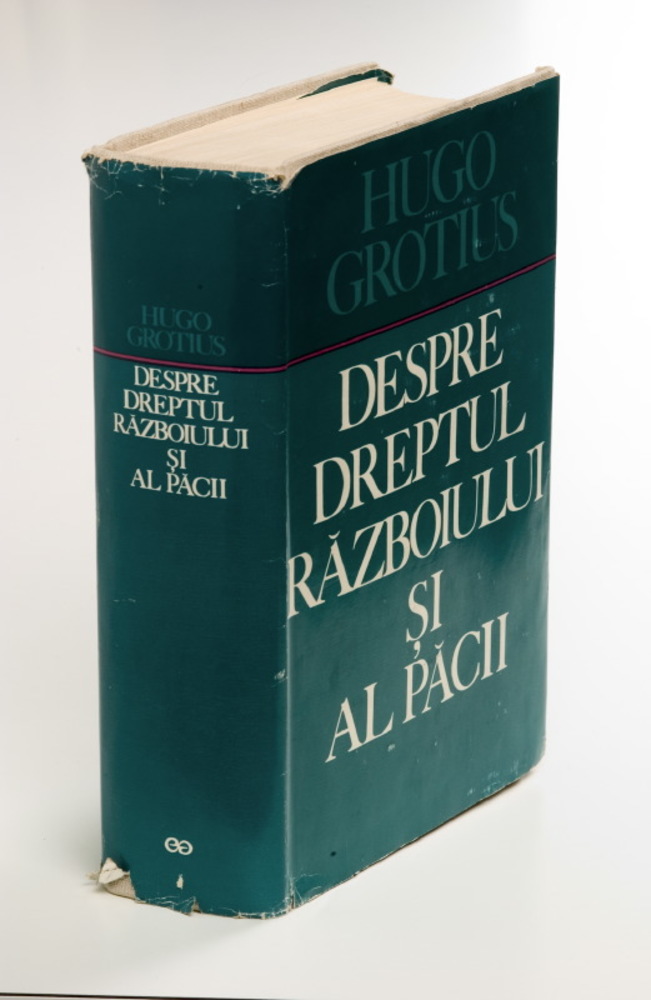 HUGO
GROTIUS
DESPRE
DREPTUL
RĂZBOIULUI
ȘI
AL PĂCII
HUGO
GROTIUS
DESPRE
DREPTUL
RĂZBOIULUI
ȘI
AL PĂCII